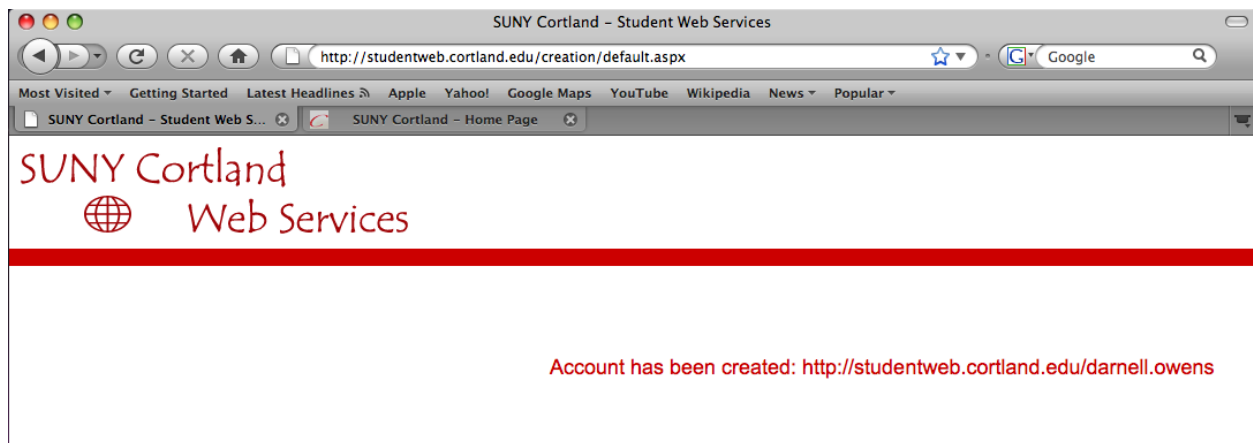 SUNY Cortland – Student Web Services
http://studentweb.cortland.edu/creation/default.aspx
G Google
Most Visited Getting Started Latest Headlines Apple Yahoo! Google Maps YouTube Wikipedia News Popular
SUNY Cortland – Student Web S... SUNY Cortland – Home Page
SUNY Cortland
Web Services
Account has been created: http://studentweb.cortland.edu/darnell.owens